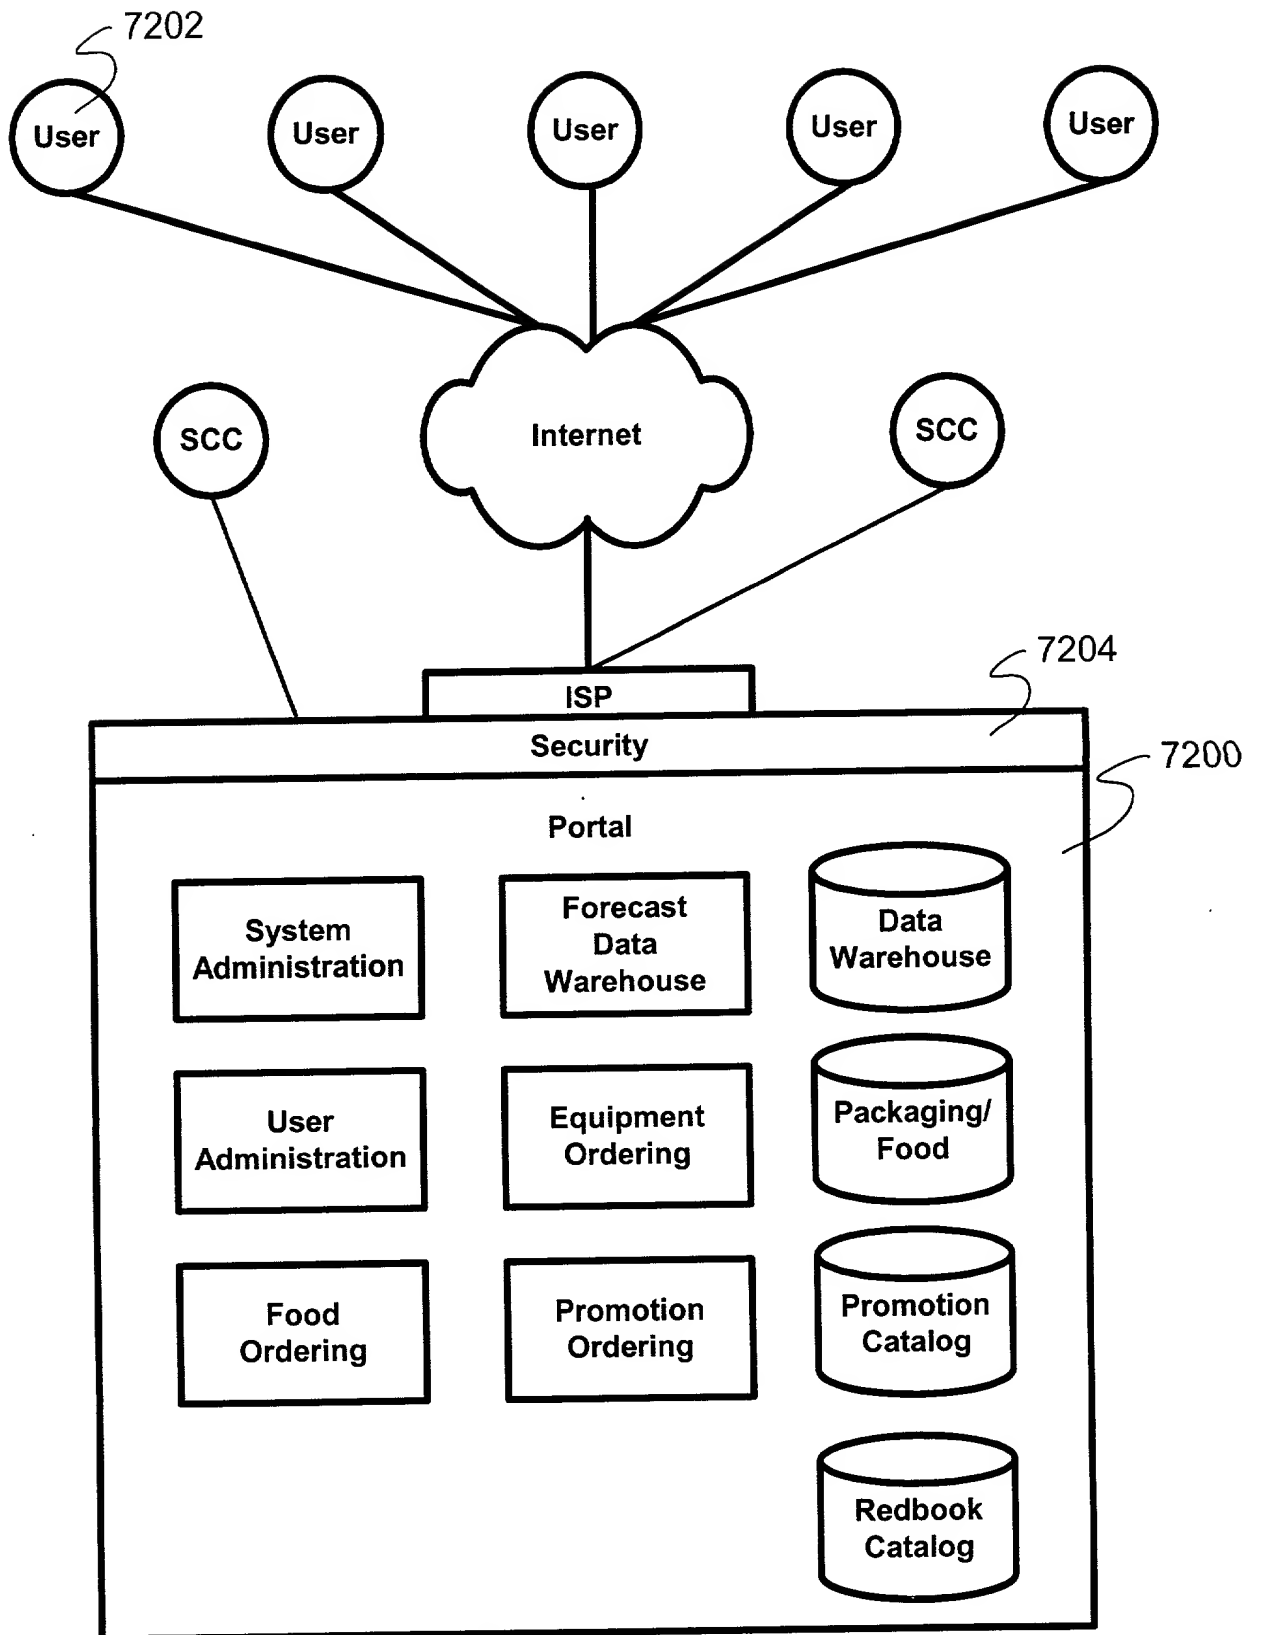 7202
User
User
User
User
User
SCC
Internet
SCC
7204
ISP
Security
7200
Portal
System
Administration
Forecast
Data
Warehouse
Data
Warehouse
User
Administration
Equipment
Ordering
Packaging/
Food
Food
Ordering
Promotion
Ordering
Promotion
Catalog
Redbook
Catalog